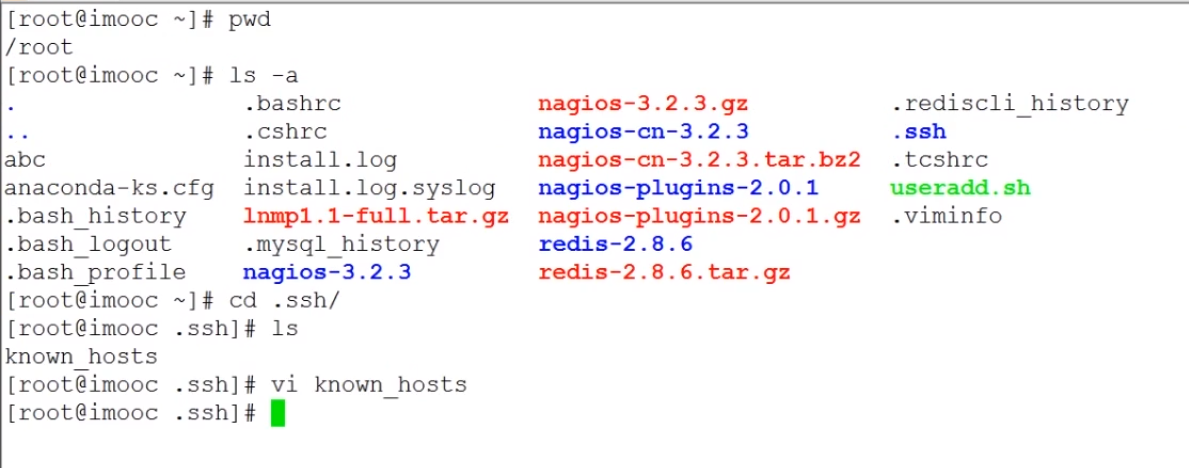 [root@imooc ~]# pwd
/root
[root@imooc ~]# ls -a
. .bashrc nagios-3.2.3.gz .rediscli_history
.. .cshrc nagios-cn-3.2.3 .ssh
abc install.log nagios-cn-3.2.3.tar.bz2 .tcshrc
anaconda-ks.cfg install.log.syslog nagios-plugins-2.0.1 useradd.sh
.bash_history lnmp1.1-full.tar.gz nagios-plugins-2.0.1.gz .viminfo
.bash_logout .mysql_history redis-2.8.6
.bash_profile nagios-3.2.3 redis-2.8.6.tar.gz
[root@imooc ~]# cd .ssh/
[root@imooc .ssh]# ls
known_hosts
[root@imooc .ssh]# vi known_hosts
[root@imooc .ssh]#